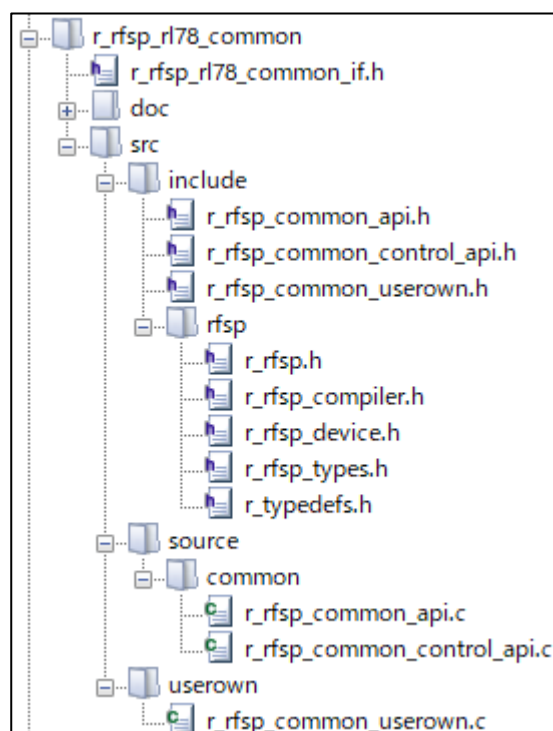 r_rfsp_rl78_common
r_rfsp_rl78_common_if.h
doc
src
include
r_rfsp_common_api.h
r_rfsp_common_control_api.h
r_rfsp_common_userown.h
rfsp
r_rfsp.h
r_rfsp_compiler.h
r_rfsp_device.h
r_rfsp_types.h
r_typedefs.h
source
common
r_rfsp_common_api.c
r_rfsp_common_control_api.c
userown
r_rfsp_common_userown.c